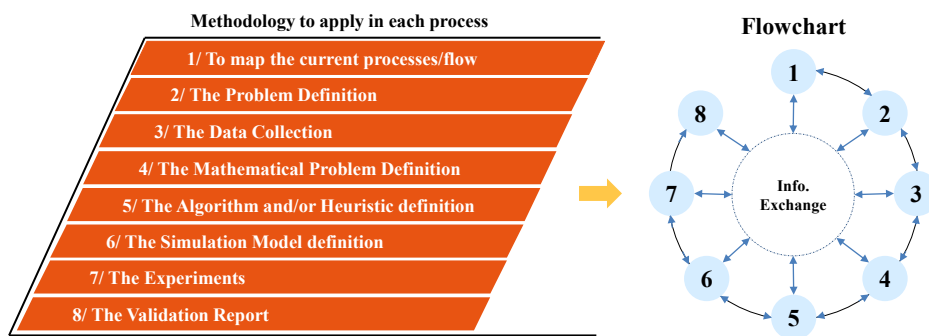 Methodology to apply in each process
1/ To map the current processes/flow
2/ The Problem Definition
3/ The Data Collection
4/ The Mathematical Problem Definition
5/ The Algorithm and/or Heuristic definition
6/ The Simulation Model definition
7/ The Experiments
8/ The Validation Report
Flowchart
1
2
3
4
5
6
7
8
Info.
Exchange